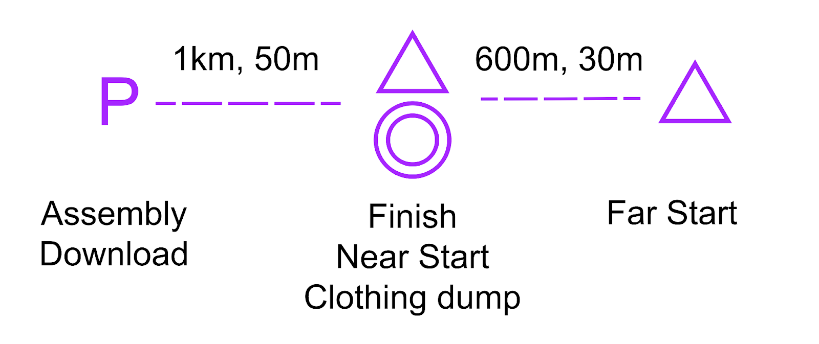 1km, 50m
600m, 30m
P
Assembly
Download
Finish
Near Start
Clothing dump
Far Start